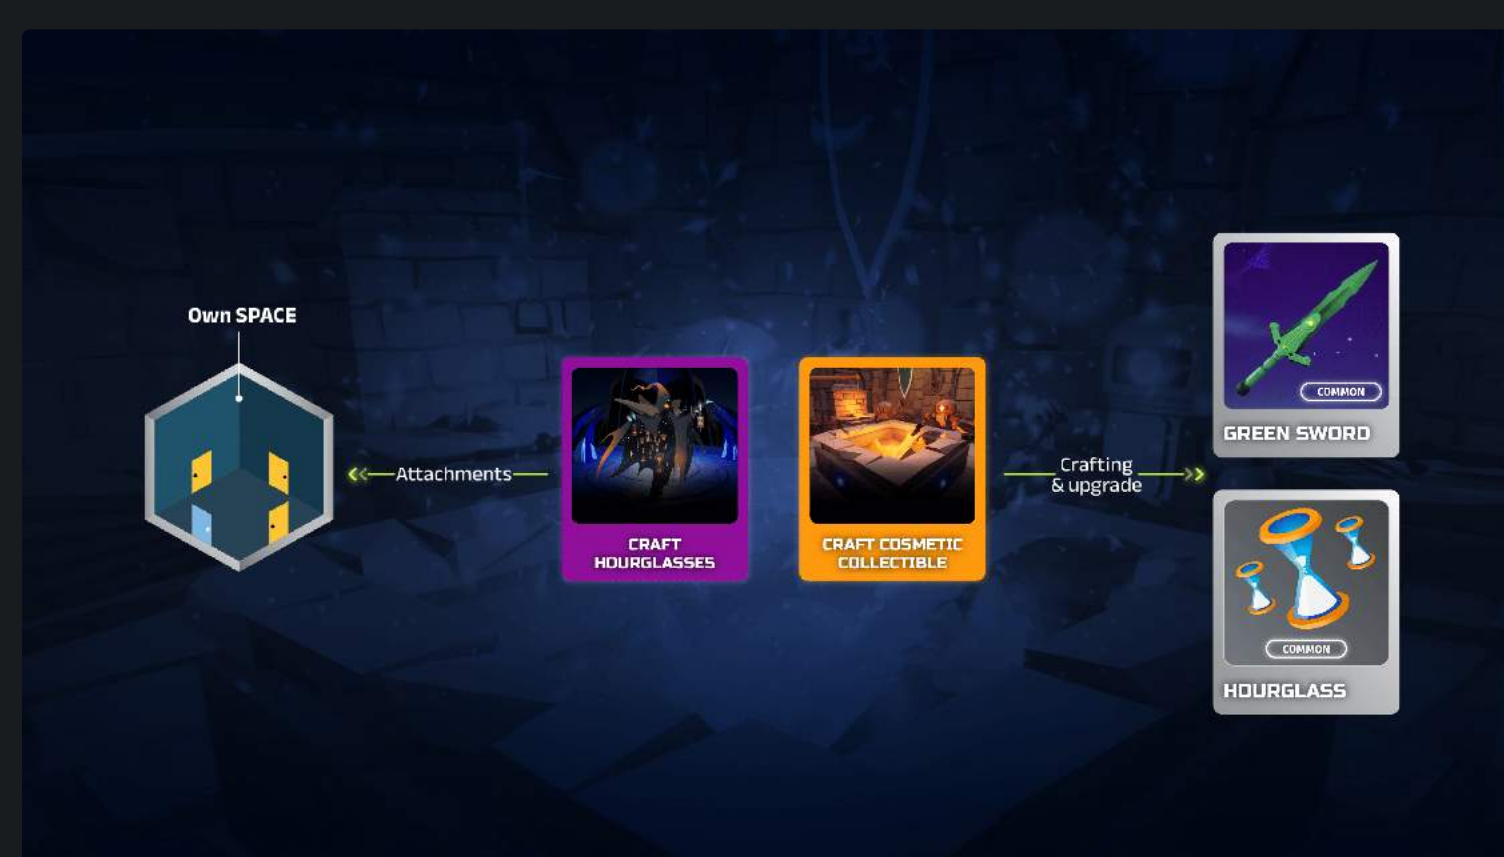 Own SPACE
Attachments
CRAFT
HOURGLASSES
CRAFT COSMETIC
COLLECTIBLE
Crafting
& upgrade
COMMON
GREEN SWORD
COMMON
HOURGLASS